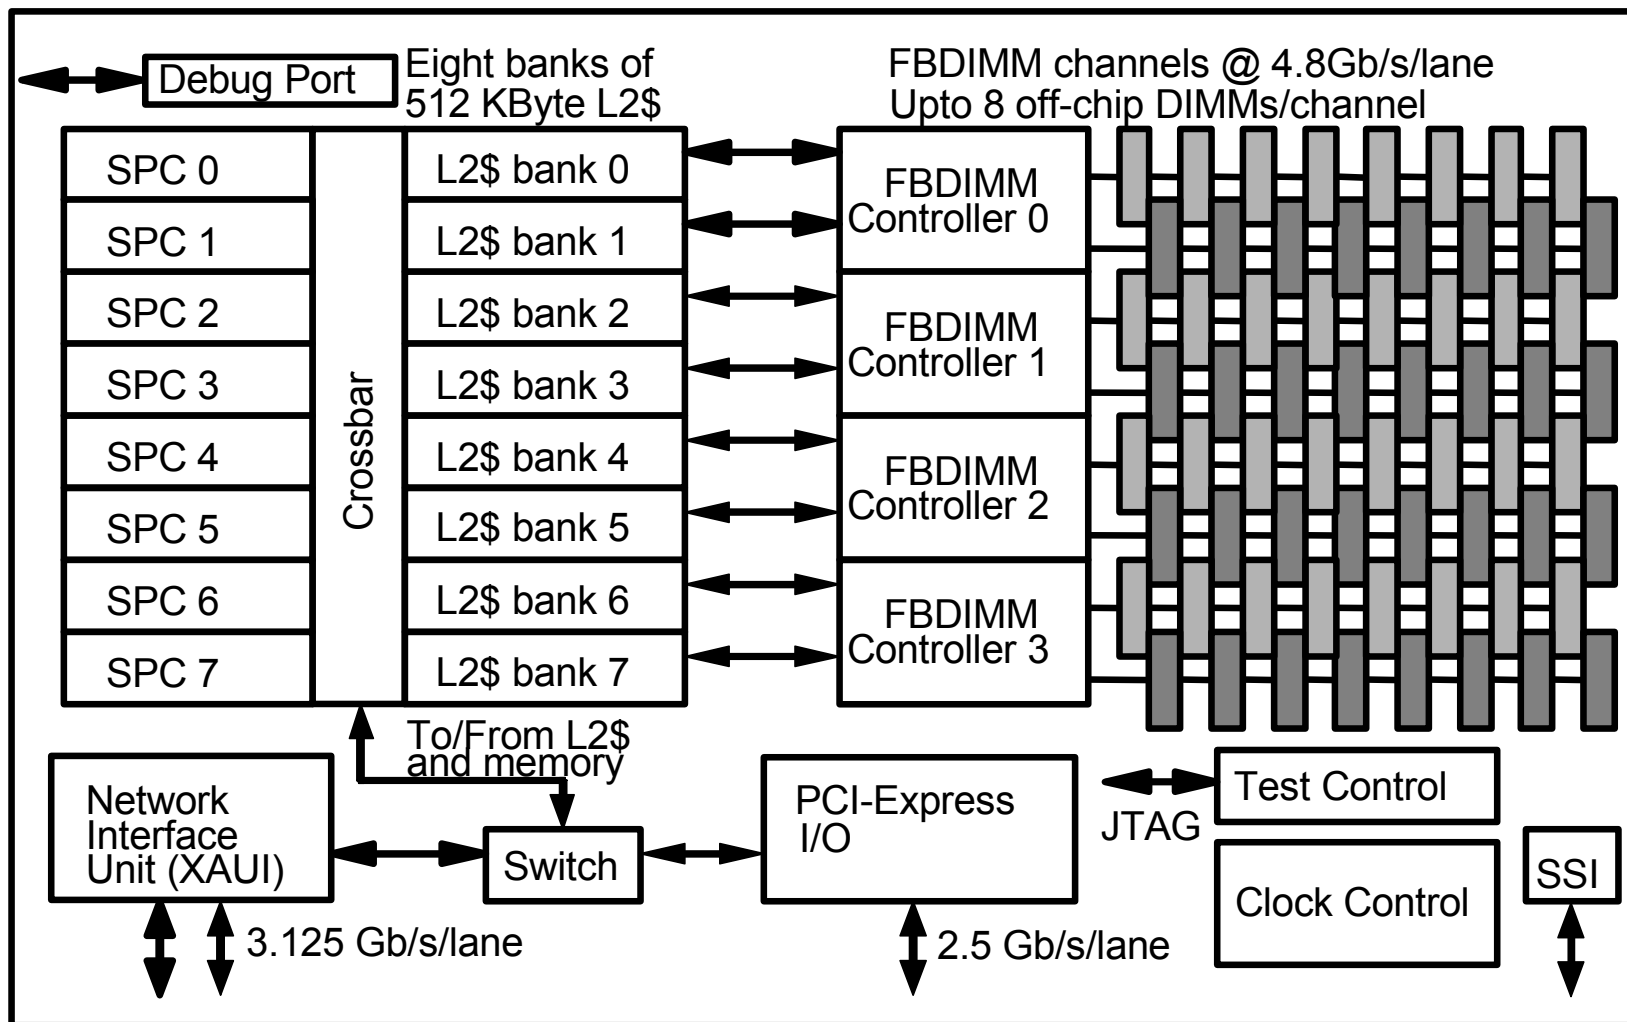 Debug Port
Eight banks of
512 KByte L2$
FBDIMM channels @ 4.8Gb/s/lane
Upto 8 off-chip DIMMs/channel
SPC 0
SPC 1
SPC 2
SPC 3
SPC 4
SPC 5
SPC 6
SPC 7
Crossbar
L2$ bank 0
L2$ bank 1
L2$ bank 2
L2$ bank 3
L2$ bank 4
L2$ bank 5
L2$ bank 6
L2$ bank 7
FBDIMM
Controller 0
FBDIMM
Controller 1
FBDIMM
Controller 2
FBDIMM
Controller 3
To/From L2$
and memory
Network
Interface
Unit (XAUI)
Switch
PCI-Express
I/O
JTAG
Test Control
Clock Control
SSI
3.125 Gb/s/lane
2.5 Gb/s/lane